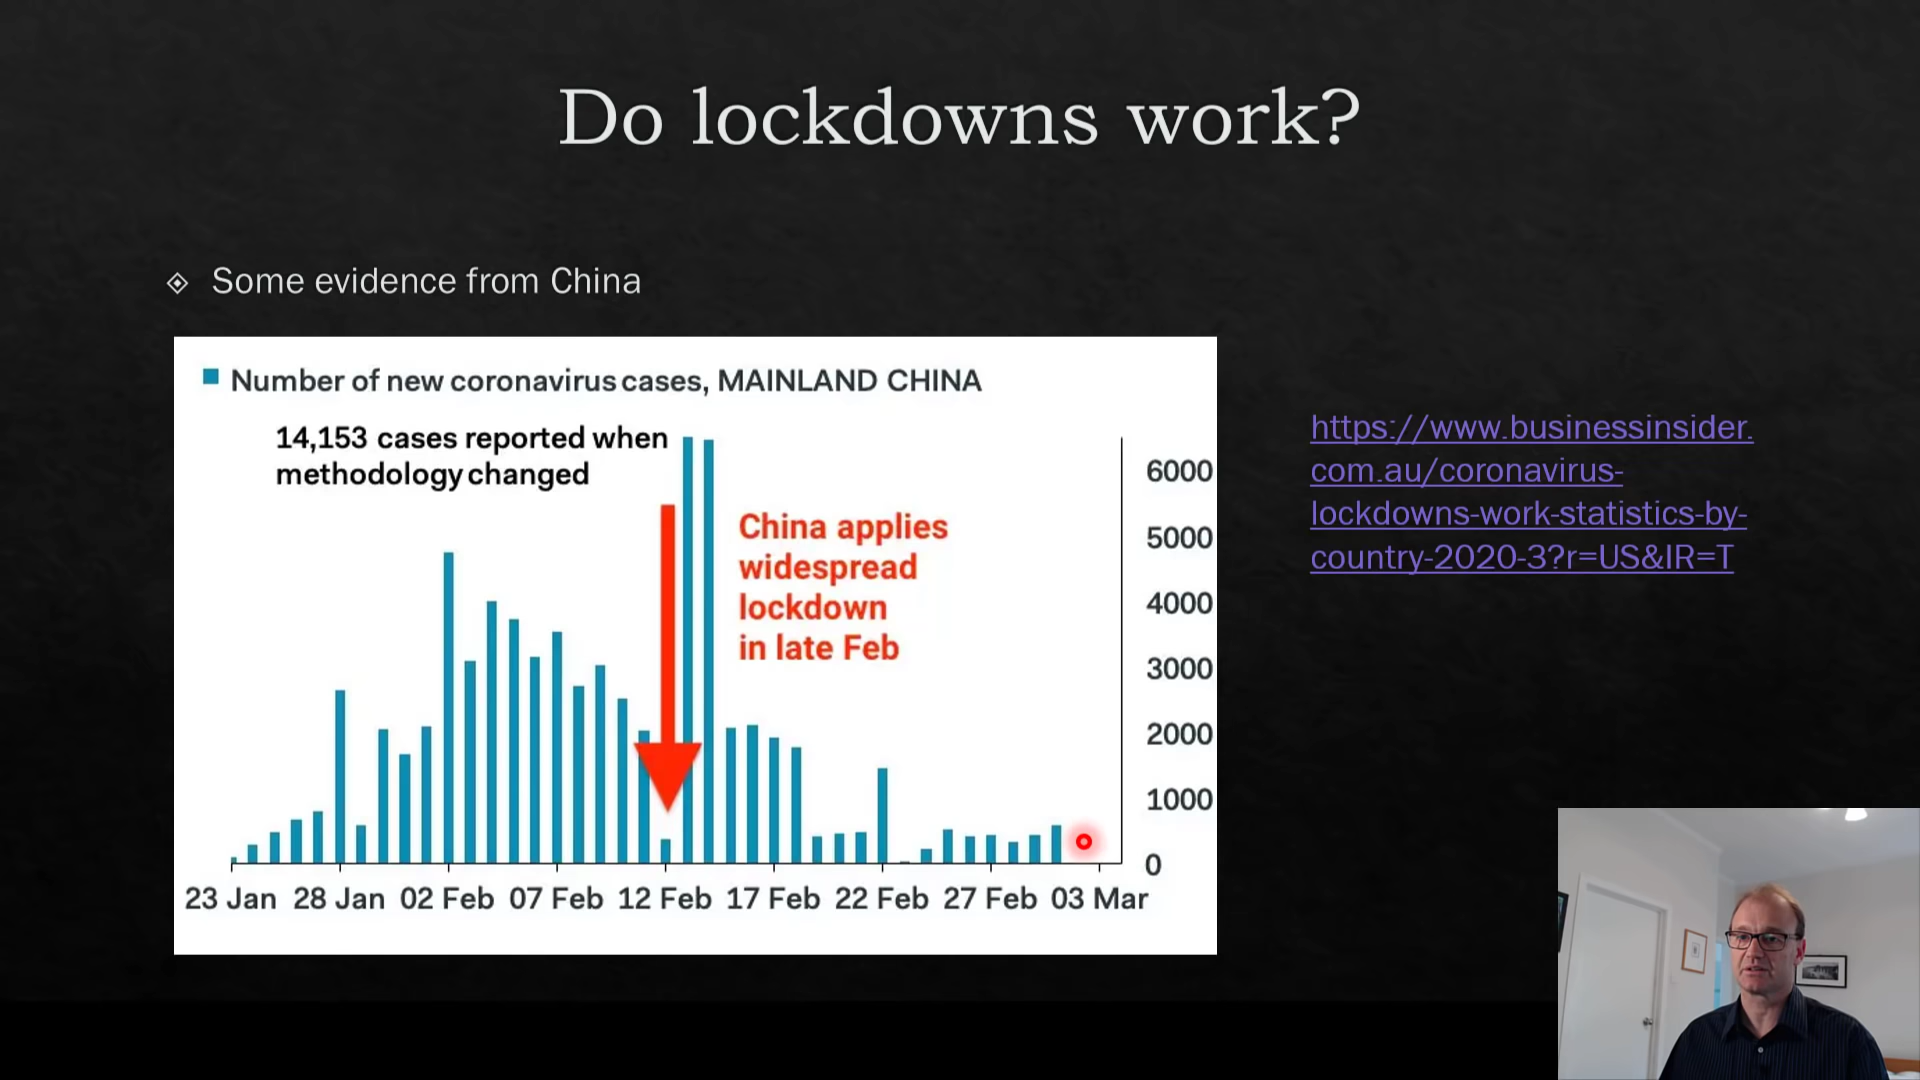 Do lockdowns work?
Some evidence from China
Number of new coronavirus cases, MAINLAND CHINA
14,153 cases reported when
methodology changed
China applies
widespread
lockdown
in late Feb
6000
5000
4000
3000
2000
1000
0
23 Jan 28 Jan 02 Feb 07 Feb 12 Feb 17 Feb 22 Feb 27 Feb 03 Mar
https://www.businessinsider.
com.au/coronavirus-
lockdowns-work-statistics-by-
country-2020-3?r=US&IR=T